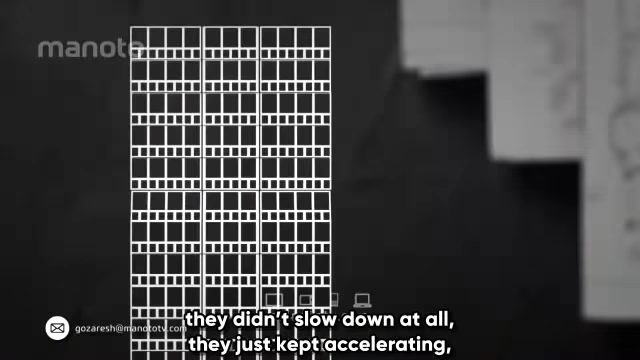 manoto
gozaresh@manototv.com
they didn't slow down at all,
they just kept accelerating,